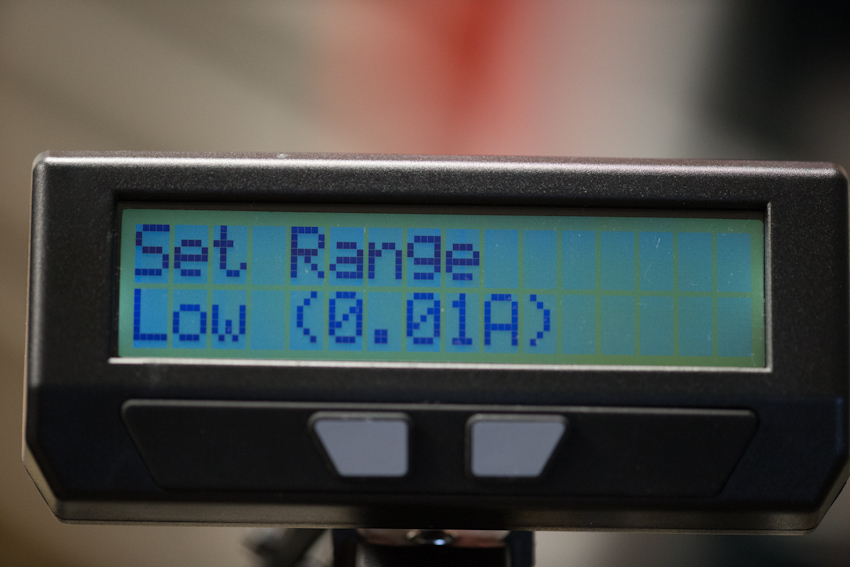 Set Range
Low (0.01A)